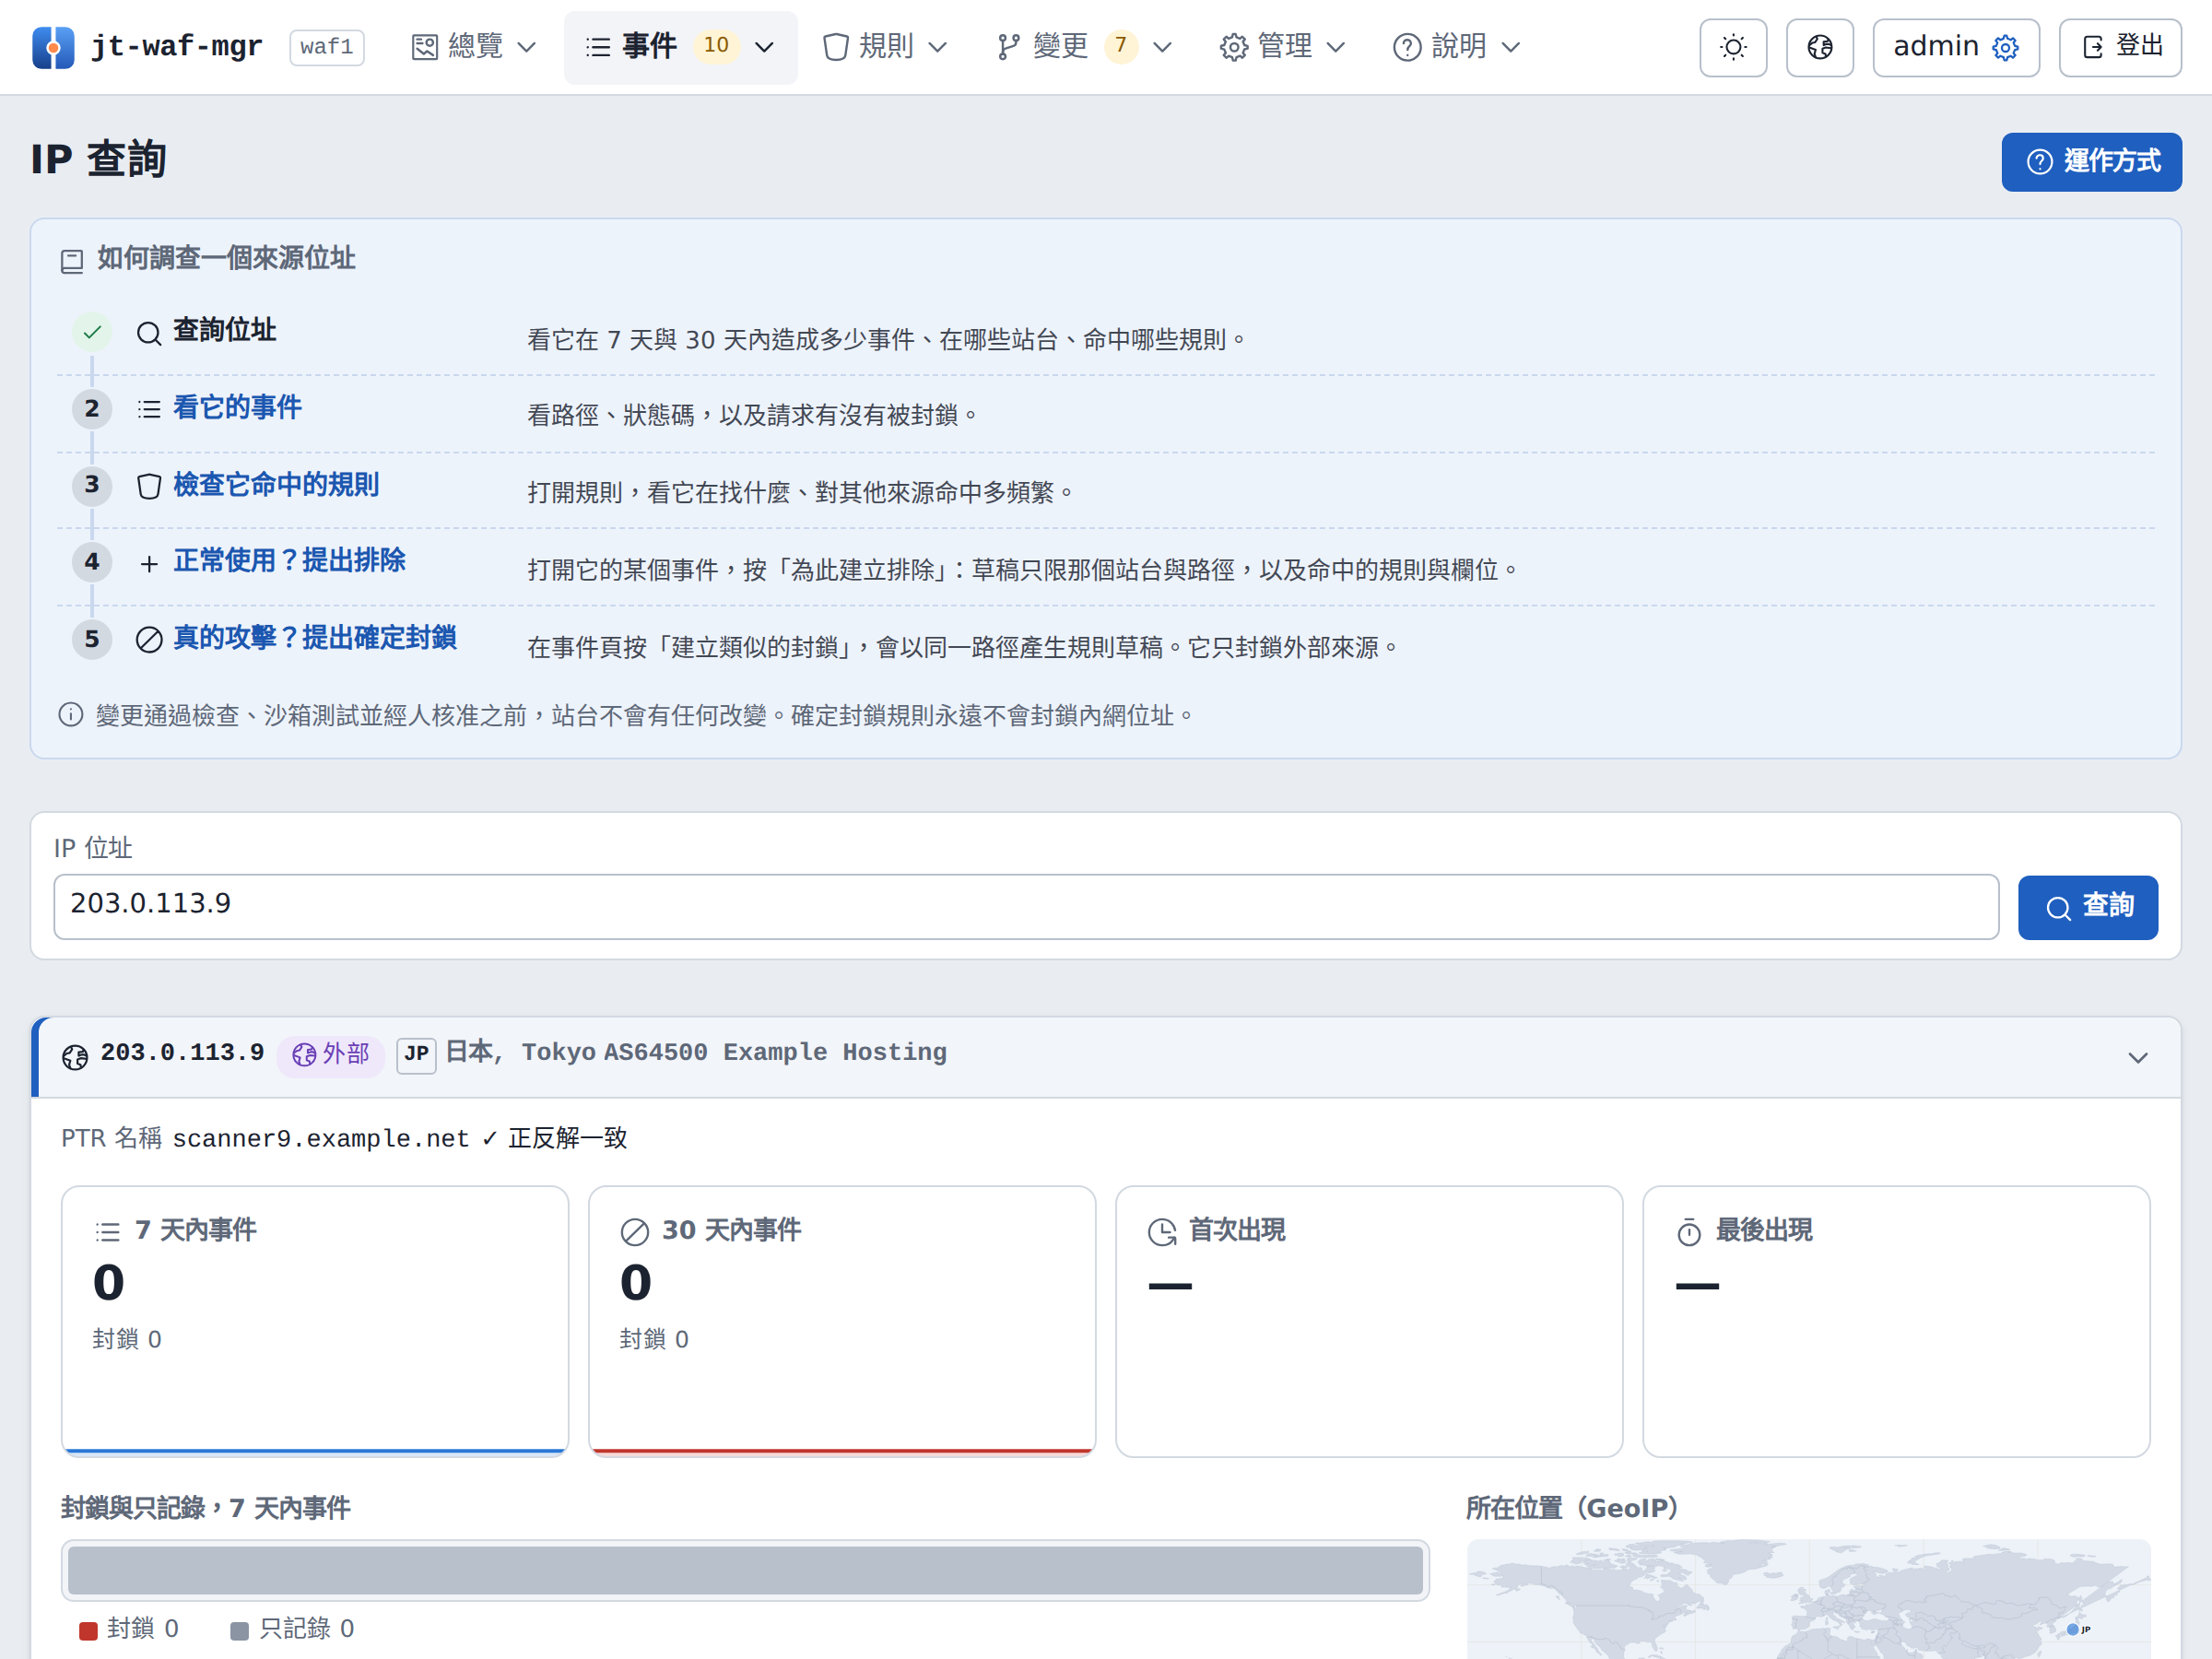 jt-waf-mgr waf1 總覽 事件 10 規則 變更 7 管理 說明 admin 登出
IP 查詢
運作方式
如何調查一個來源位址
查詢位址 看它在 7 天與 30 天內造成多少事件、在哪些站台、命中哪些規則。
2 看它的事件 看路徑、狀態碼，以及請求有沒有被封鎖。
3 檢查它命中的規則 打開規則，看它在找什麼、對其他來源命中多頻繁。
4 正常使用？提出排除 打開它的某個事件，按「為此建立排除」：草稿只限那個站台與路徑，以及命中的規則與欄位。
5 真的攻擊？提出確定封鎖 在事件頁按「建立類似的封鎖」，會以同一路徑產生規則草稿。它只封鎖外部來源。
變更通過檢查、沙箱測試並經人核准之前，站台不會有任何改變。確定封鎖規則永遠不會封鎖內網位址。
IP 位址
203.0.113.9
查詢
203.0.113.9 外部 JP 日本, Tokyo AS64500 Example Hosting
PTR 名稱 scanner9.example.net ✓ 正反解一致
7 天內事件
0
封鎖 0
30 天內事件
0
封鎖 0
首次出現
—
最後出現
—
封鎖與只記錄，7 天內事件
封鎖 0 只記錄 0
所在位置（GeoIP）
JP